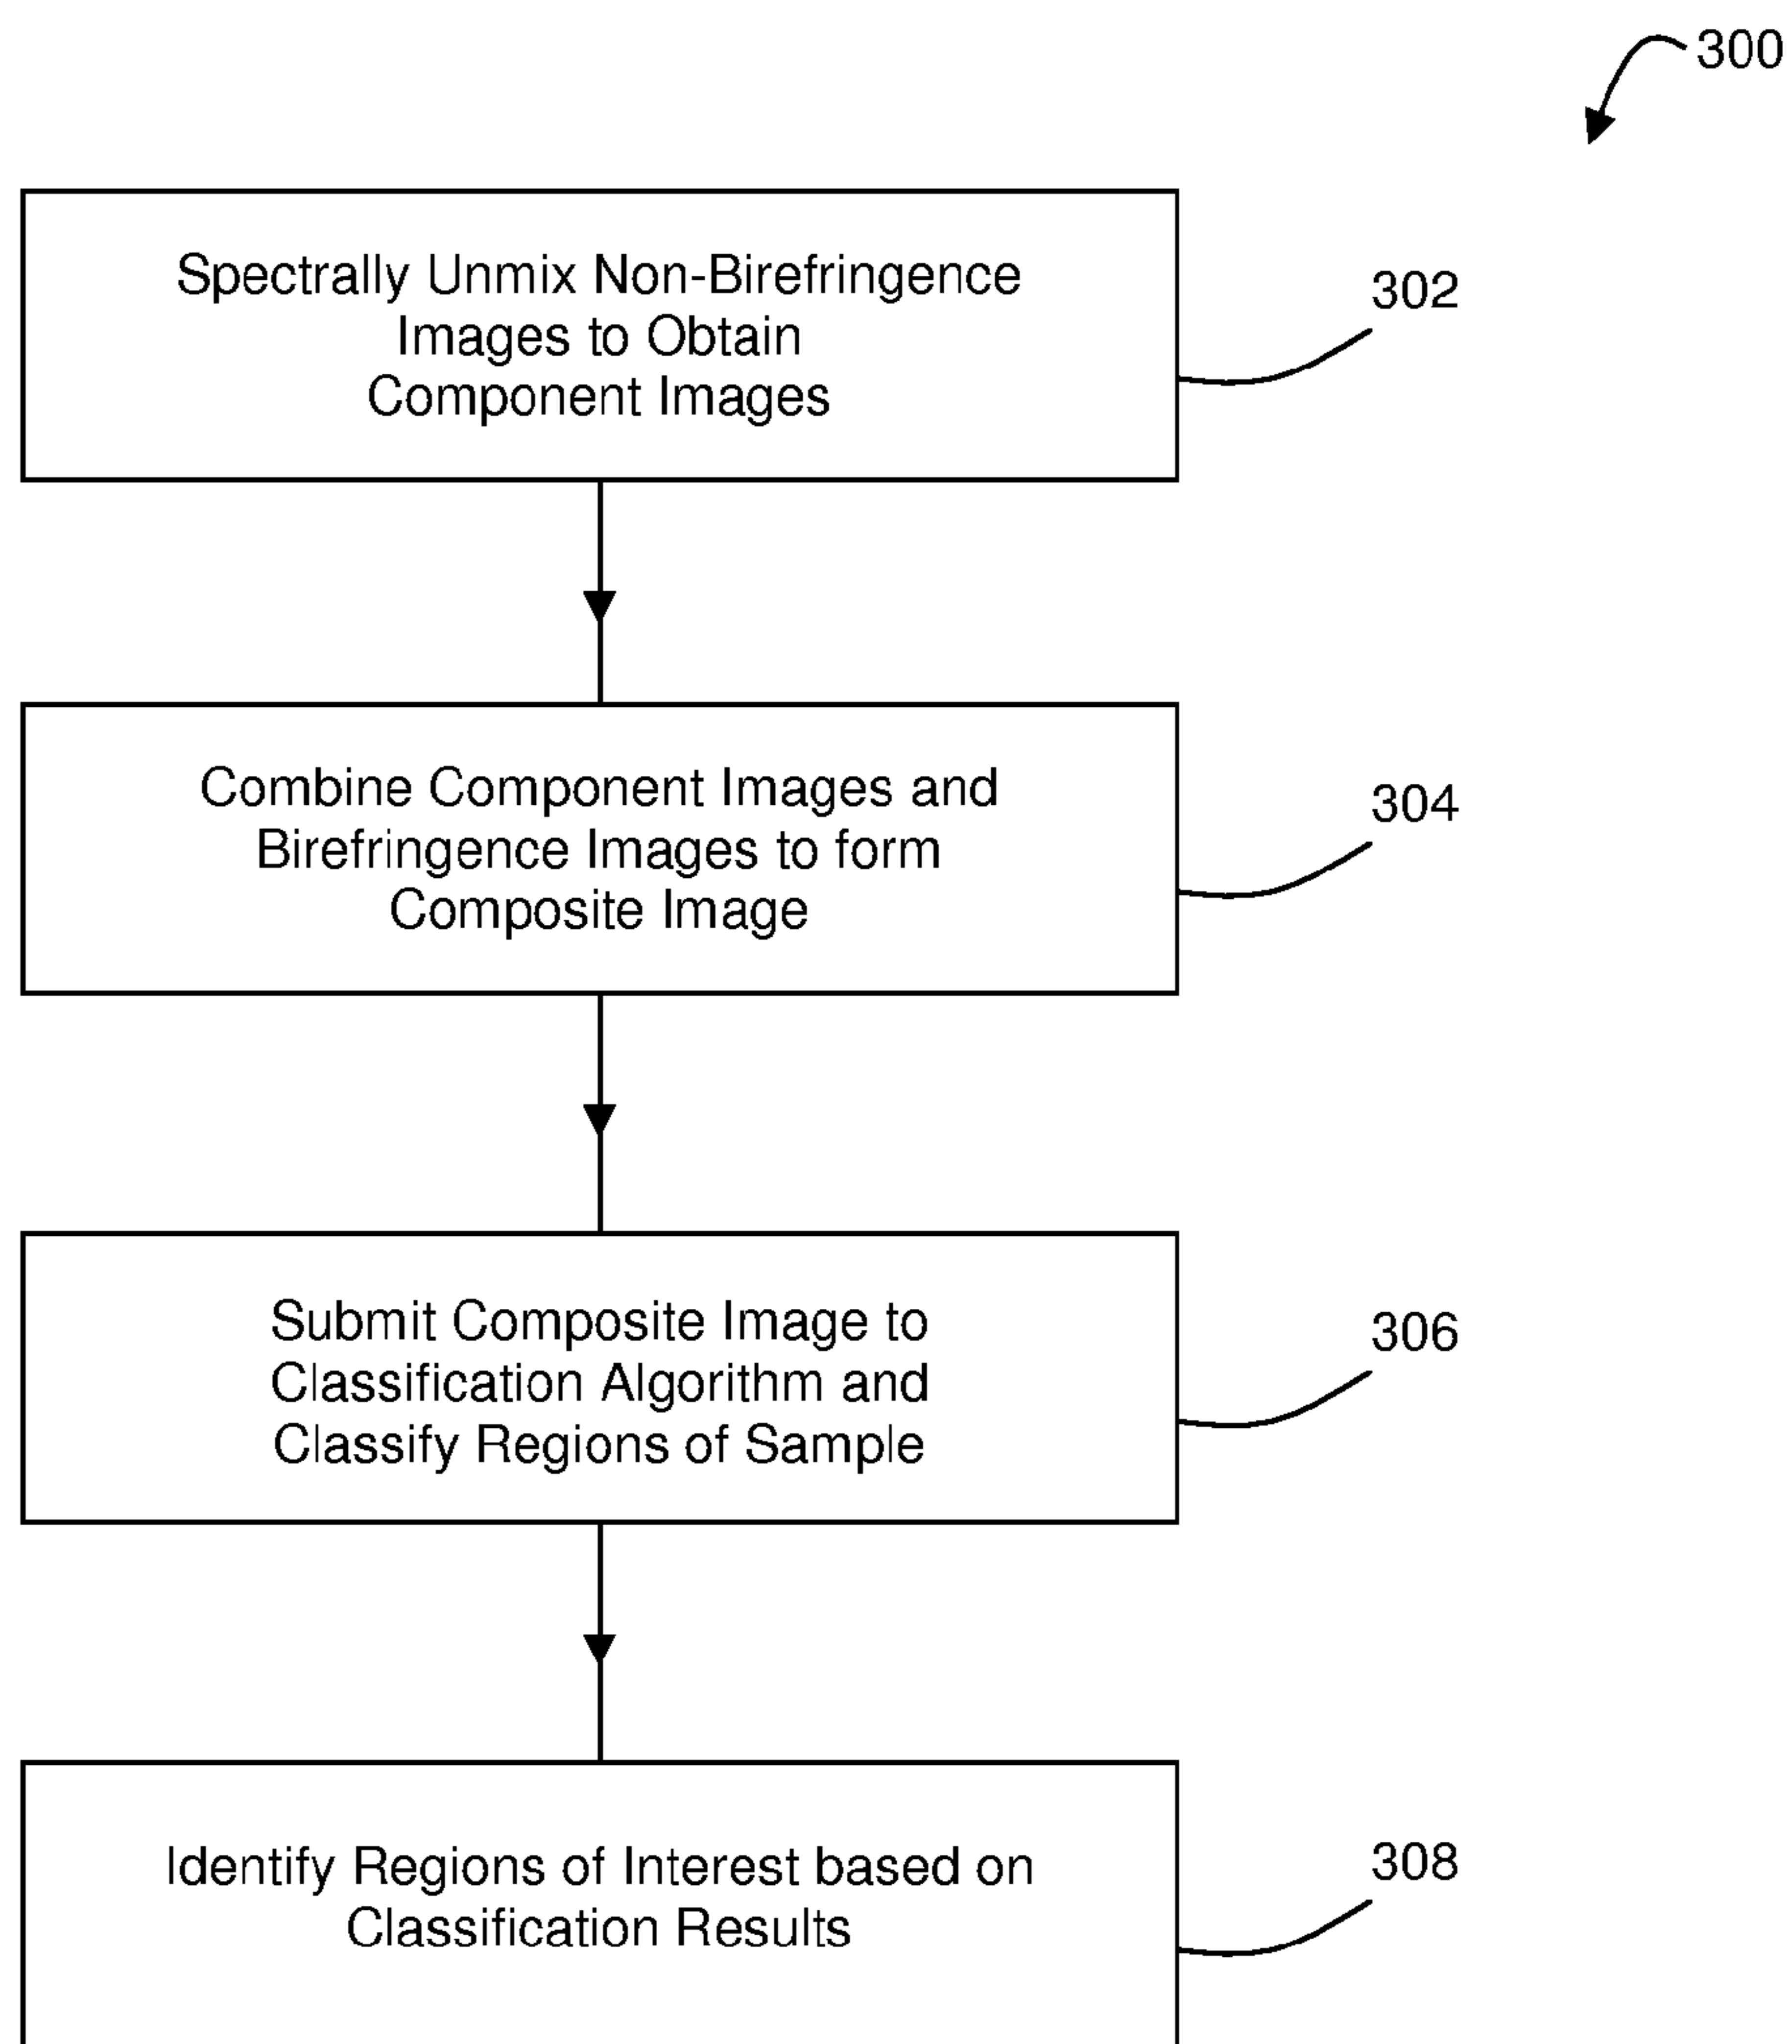 300
Spectrally Unmix Non-Birefringence
Images to Obtain
Component Images
302
Combine Component Images and
Birefringence Images to form
Composite Image
304
Submit Composite Image to
Classification Algorithm and
Classify Regions of Sample
306
Identify Regions of Interest based on
Classification Results
308